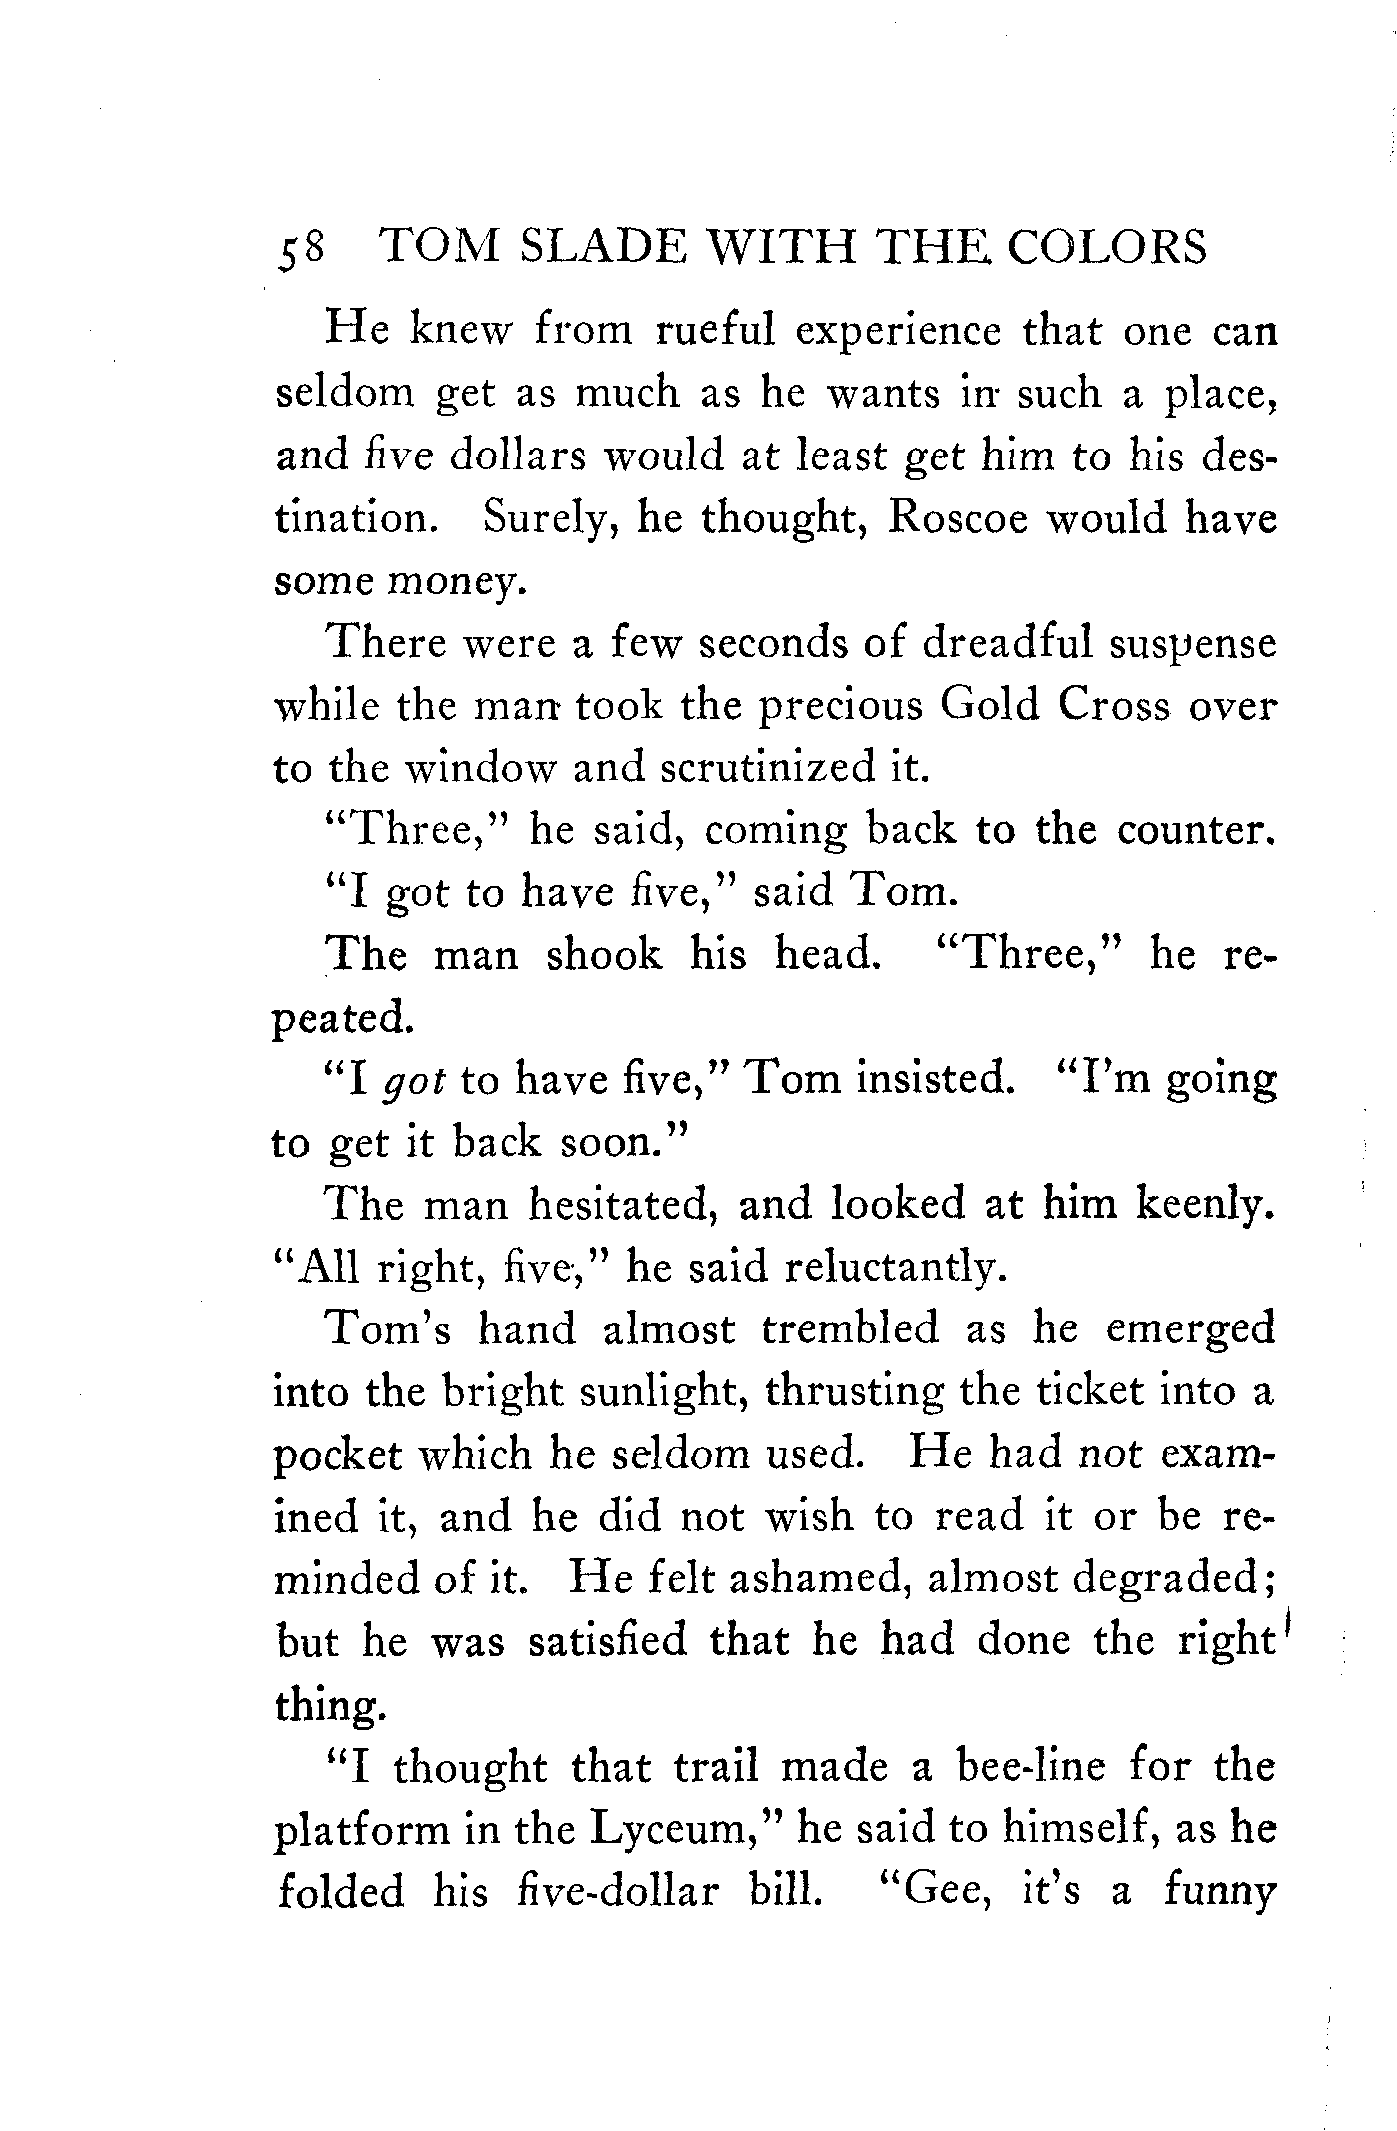 58 TOM SLADE WITH THE COLORS
He knew from rueful experience that one can
seldom get as much as he wants in such a place,
and five dollars would at least get him to his des-
tination. Surely, he thought, Roscoe would have
some money.
There were a few seconds of dreadful suspense
while the man took the precious Gold Cross over
to the window and scrutinized it.
“Three,” he said, coming back to the counter.
“I got to have five,” said Tom.
The man shook his head. “Three,” he re-
peated.
“I got to have five,” Tom insisted. “I’m going
to get it back soon.”
The man hesitated, and looked at him keenly.
“All right, five,” he said reluctantly.
Tom’s hand almost trembled as he emerged
into the bright sunlight, thrusting the ticket into a
pocket which he seldom used. He had not exam-
ined it, and he did not wish to read it or be re-
minded of it. He felt ashamed, almost degraded;
but he was satisfied that he had done the right
thing.
“I thought that trail made a bee-line for the
platform in the Lyceum,” he said to himself, as he
folded his five-dollar bill. “Gee, it’s a funny